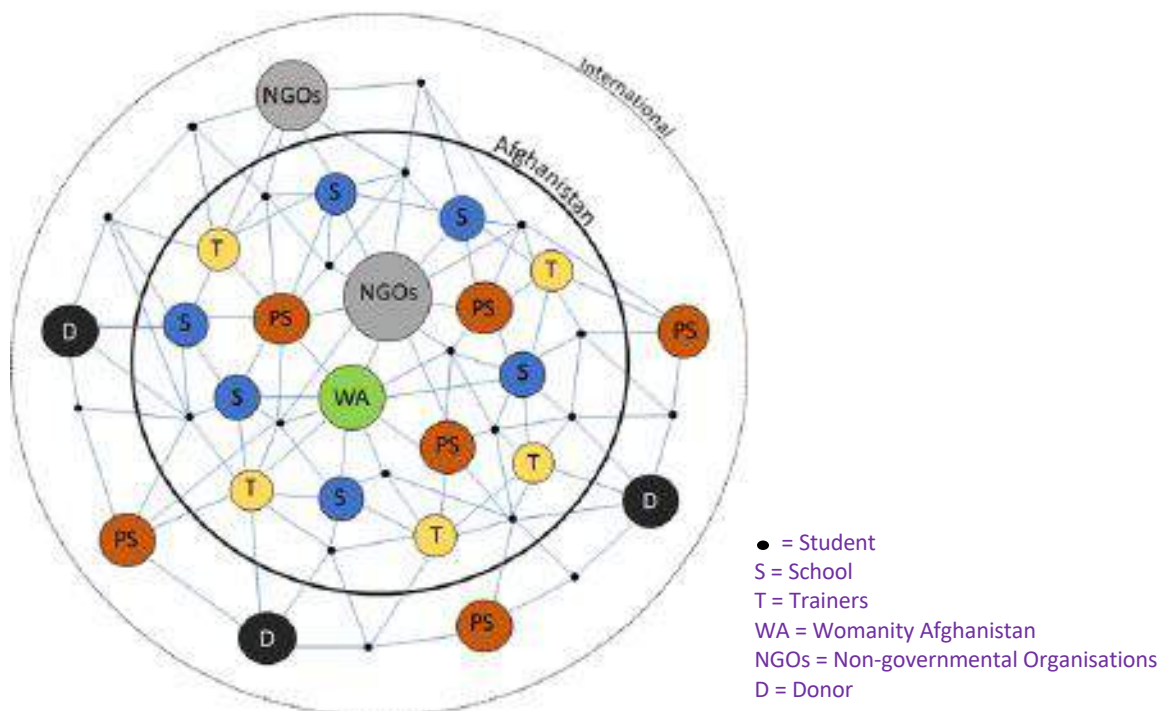 International
NGOs
Afghanistan
S
S
T
T
NGOs
PS
PS
S
PS
D
S
S
WA
PS
T
T
D
S
T
PS
PS
D
● = Student
S = School
T = Trainers
WA = Womanity Afghanistan
NGOs = Non-governmental Organisations
D = Donor